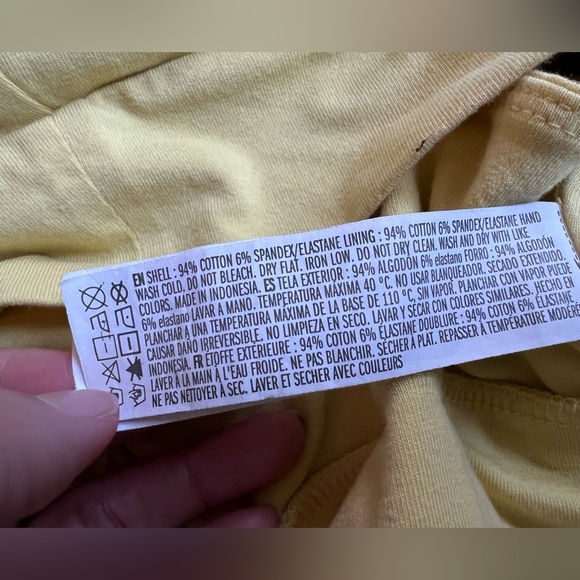 EN SHELL : 94% COTTON 6% SPANDEX/ELASTANE LINING : 94% COTTON 6% SPANDEX/ELASTANE HAND
WASH COLD. DO NOT BLEACH. DRY FLAT. IRON LOW. DO NOT DRY CLEAN. WASH AND DRY WITH LIKE
COLORS. MADE IN INDONESIA. ES TELA EXTERIOR : 94% ALGODÓN 6% elastano FORRO : 94% ALGODÓN
6% elastano LAVAR A MANO. TEMPERATURA MÁXIMA 40 °C. NO USAR BLANQUEADOR. SECADO EXTENDIDO.
PLANCHAR A UNA TEMPERATURA MÁXIMA DE LA BASE DE 110 °C, SIN VAPOR. PLANCHAR CON VAPOR PUEDE
CAUSAR DAÑO IRREVERSIBLE. NO LIMPIEZA EN SECO. LAVAR Y SECAR CON COLORES SIMILARES. HECHO EN
INDONESIA. FR ETOFFE EXTÉRIEURE : 94% COTON 6% ÉLASTANE DOUBLURE : 94% COTON 6% ÉLASTINE.
LAVER À LA MAIN A L'EAU FROIDE. NE PAS BLANCHIR. SÉCHER À PLAT. REPASSER À TEMPÉRATURE MODÉRÉ
NE PAS NETTOYER À SEC. LAVER ET SÉCHER AVEC COULEURS